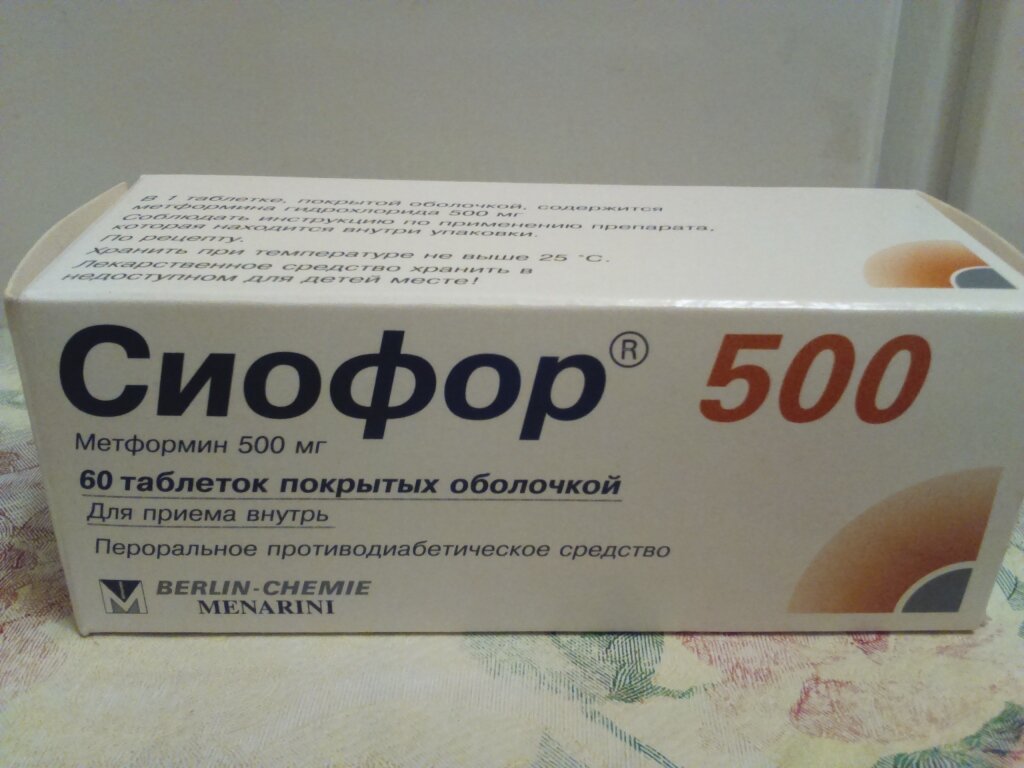 В 1 таблетке, покрытой оболочкой, содержится
метформина гидрохлорида 500 мг
Соблюдать инструкцию по применению препарата,
которая находится внутри упаковки.
По рецепту.
Хранить при температуре не выше 25 °С.
Лекарственное средство хранить в
недоступном для детей месте!
Сиофор® 500
Метформин 500 мг
60 таблеток покрытых оболочкой
Для приема внутрь
Пероральное противодиабетическое средство
BERLIN-CHEMIE
MENARINI